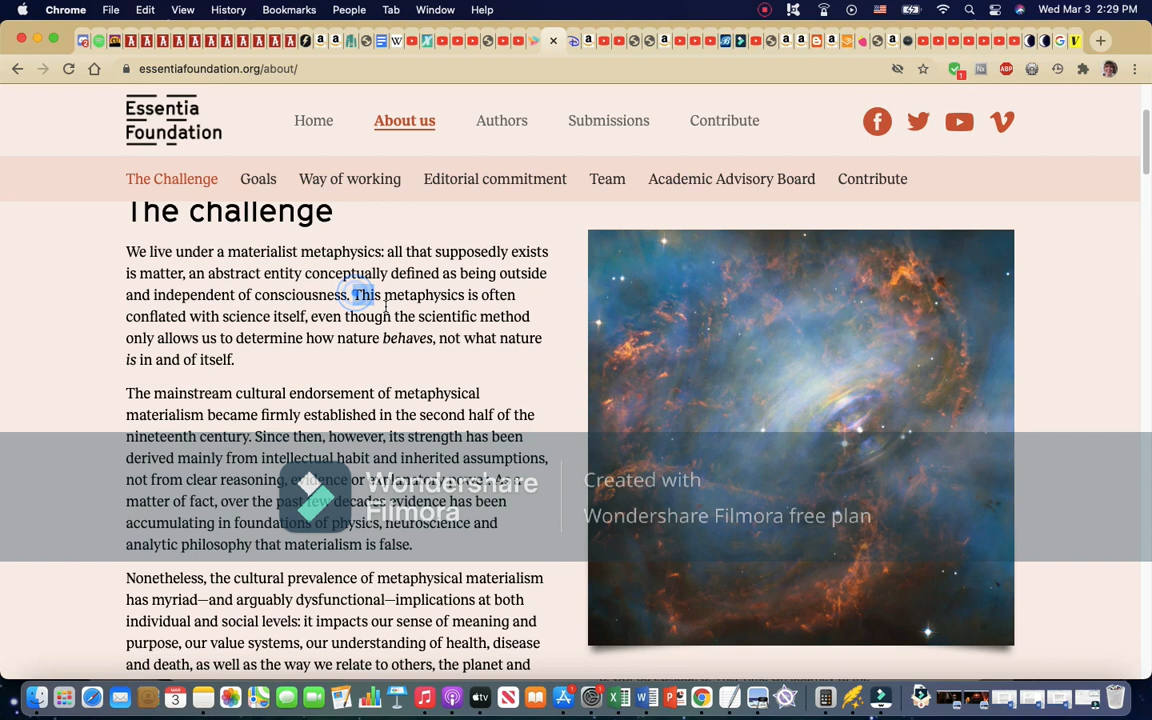 Chrome File Edit View History Bookmarks People Tab Window Help Wed Mar 3 2:29 PM
essentiafoundation.org/about/
Essentia
Foundation
Home About us Authors Submissions Contribute
The Challenge Goals Way of working Editorial commitment Team Academic Advisory Board Contribute
The challenge
We live under a materialist metaphysics: all that supposedly exists
is matter, an abstract entity conceptually defined as being outside
and independent of consciousness. This metaphysics is often
conflated with science itself, even though the scientific method
only allows us to determine how nature behaves, not what nature
is in and of itself.
The mainstream cultural endorsement of metaphysical
materialism became firmly established in the second half of the
nineteenth century. Since then, however, its strength has been
derived mainly from intellectual habit and inherited assumptions,
not from clear reasoning, evidence or
matter of fact, over the past few decades evidence has been
accumulating in foundations of physics, neuroscience and
analytic philosophy that materialism is false.
Wondershare
Filmora
Created with
Wondershare Filmora free plan
Nonetheless, the cultural prevalence of metaphysical materialism
has myriad—and arguably dysfunctional—implications at both
individual and social levels: it impacts our sense of meaning and
purpose, our value systems, our understanding of health, disease
and death, as well as the way we relate to others, the planet and